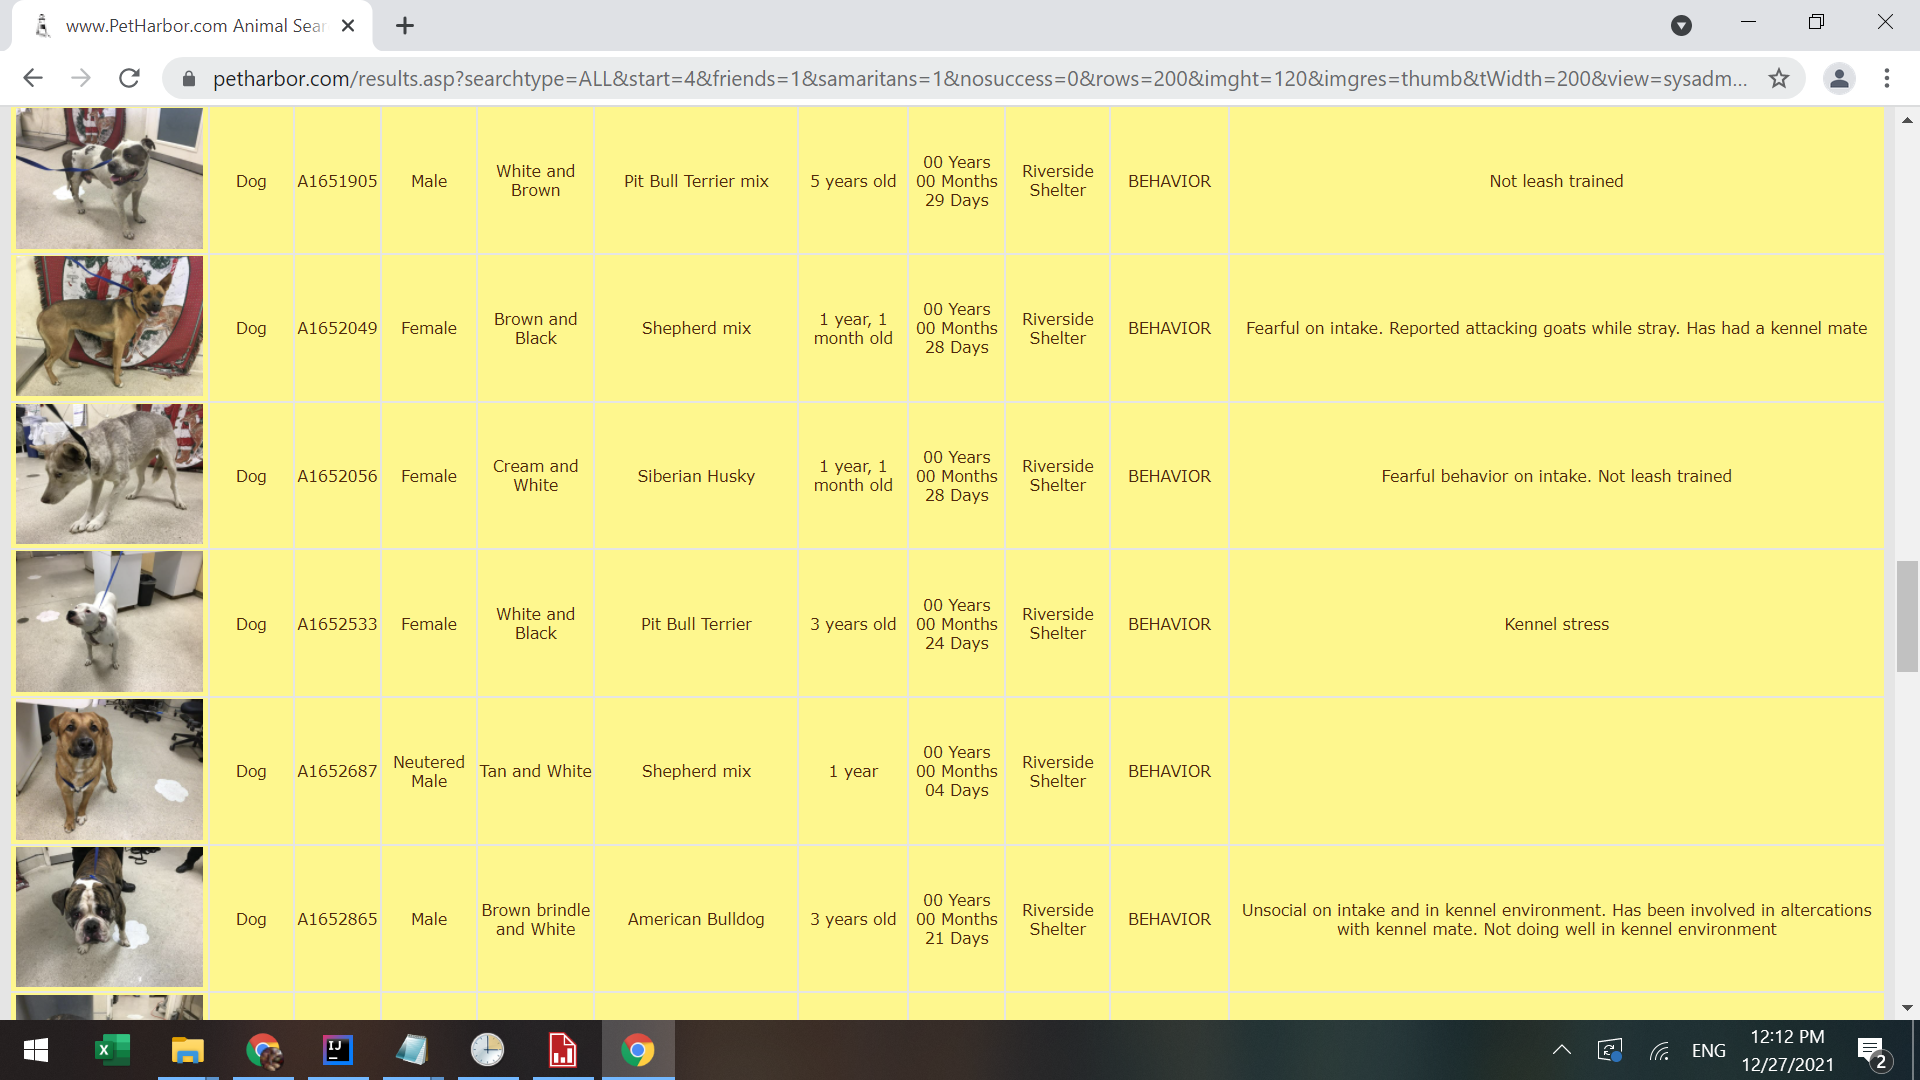 www.PetHarbor.com Animal Sear
petharbor.com/results.asp?searchtype=ALL&start=4&friends=1&samaritans=1&nosuccess=0&rows=200&imght=120&imgres=thumb&tWidth=200&view=sysadm...
Dog
A1651905
Male
White and
Brown
Pit Bull Terrier mix
5 years old
00 Years
00 Months
29 Days
Riverside
Shelter
BEHAVIOR
Not leash trained
Dog
A1652049
Female
Brown and
Black
Shepherd mix
1 year, 1
month old
00 Years
00 Months
28 Days
Riverside
Shelter
BEHAVIOR
Fearful on intake. Reported attacking goats while stray. Has had a kennel mate
Dog
A1652056
Female
Cream and
White
Siberian Husky
1 year, 1
month old
00 Years
00 Months
28 Days
Riverside
Shelter
BEHAVIOR
Fearful behavior on intake. Not leash trained
Dog
A1652533
Female
White and
Black
Pit Bull Terrier
3 years old
00 Years
00 Months
24 Days
Riverside
Shelter
BEHAVIOR
Kennel stress
Dog
A1652687
Neutered
Male
Tan and White
Shepherd mix
1 year
00 Years
00 Months
04 Days
Riverside
Shelter
BEHAVIOR
Dog
A1652865
Male
Brown brindle
and White
American Bulldog
3 years old
00 Years
00 Months
21 Days
Riverside
Shelter
BEHAVIOR
Unsocial on intake and in kennel environment. Has been involved in altercations
with kennel mate. Not doing well in kennel environment
X
IJ
ENG
12:12 PM
12/27/2021
2